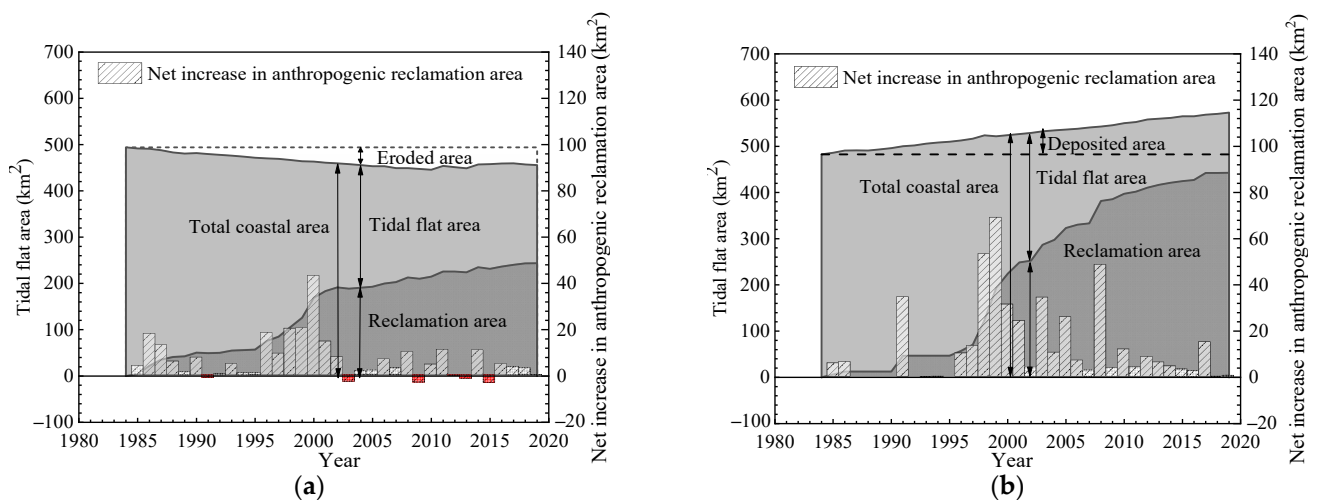 700
600
500
400
300
200
100
0
−100
Tidal flat area (km²)
140
120
100
80
60
40
20
0
−20
Net increase in anthropogenic reclamation area (km²)
Net increase in anthropogenic reclamation area
Eroded area
Total coastal area
Tidal flat area
Reclamation area
1980 1985 1990 1995 2000 2005 2010 2015 2020
Year
(a)
700
600
500
400
300
200
100
0
−100
Tidal flat area (km²)
140
120
100
80
60
40
20
0
−20
Net increase in anthropogenic reclamation area (km²)
Net increase in anthropogenic reclamation area
Deposited area
Total coastal area
Tidal flat area
Reclamation area
1980 1985 1990 1995 2000 2005 2010 2015 2020
Year
(b)